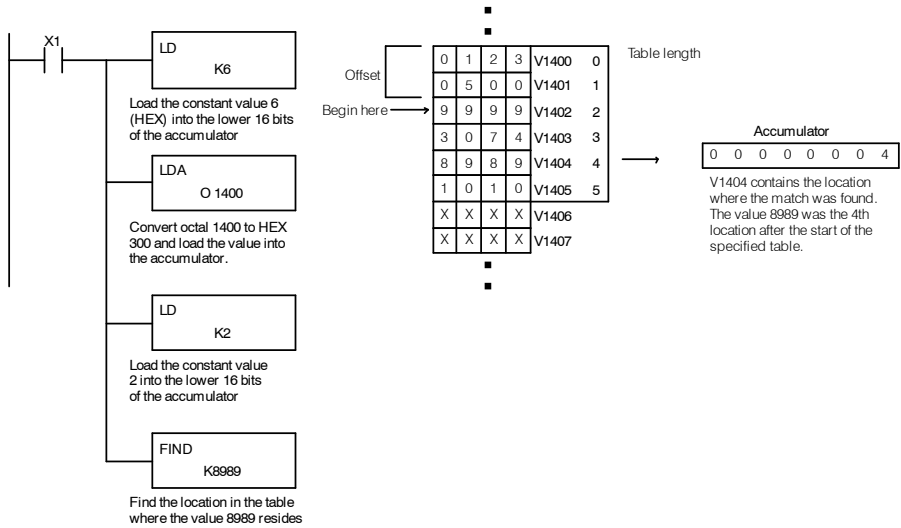 X1
LD
K6
Load the constant value 6
(HEX) into the lower 16 bits
of the accumulator
LDA
O 1400
Convert octal 1400 to HEX
300 and load the value into
the accumulator.
LD
K2
Load the constant value
2 into the lower 16 bits
of the accumulator
FIND
K8989
Find the location in the table
where the value 8989 resides
Offset
Begin here
0 1 2 3 V1400 0
0 5 0 0 V1401 1
9 9 9 9 V1402 2
3 0 7 4 V1403 3
8 9 8 9 V1404 4
1 0 1 0 V1405 5
X X X X V1406
X X X X V1407
Table length
Accumulator
0 0 0 0 0 0 0 4
V1404 contains the location
where the match was found.
The value 8989 was the 4th
location after the start of the
specified table.